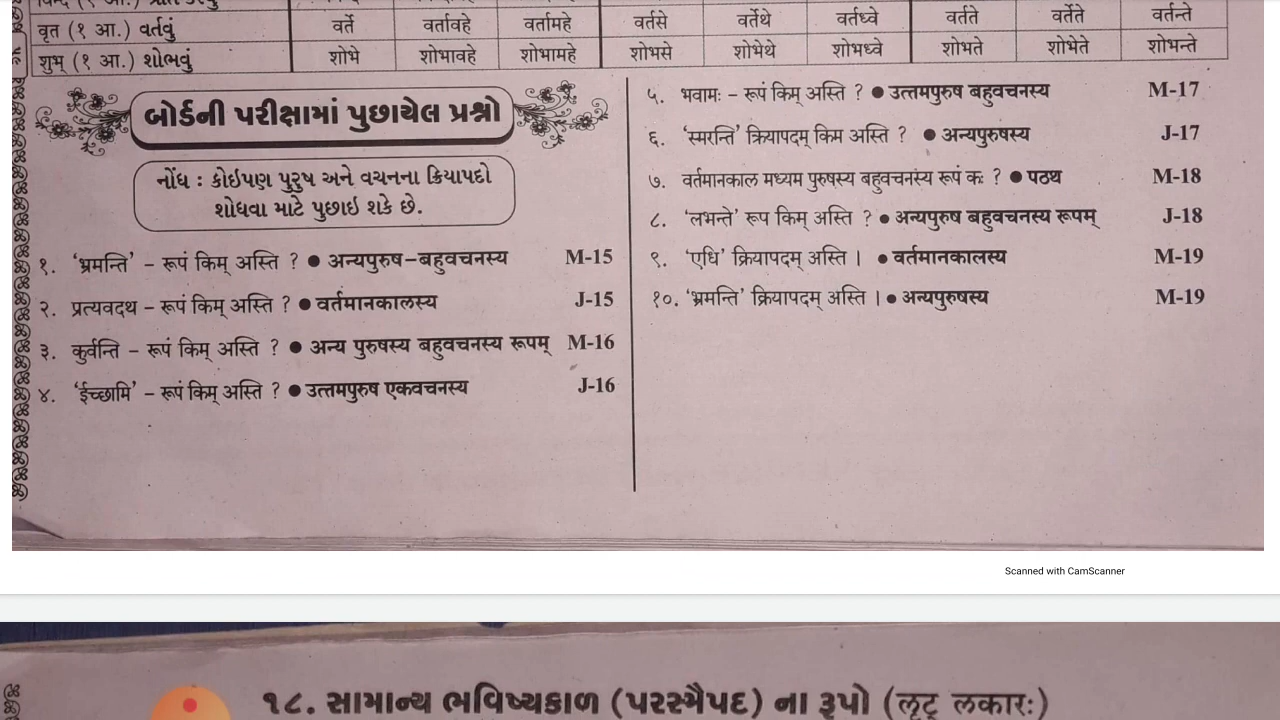 वृत (१ आ.) વર્તવું वर्ते वर्तावहे वर्तामहे वर्तसे वर्तेथे वर्तध्वे वर्तते वर्तेते वर्तन्ते
शुभ् (१ आ.) શોભવું शोभे शोभावहे शोभामहे शोभसे शोभेथे शोभध्वे शोभते शोभेते शोभन्ते
બોર્ડની પરીક્ષામાં પુછાયેલ પ્રશ્નો
નોંધ : કોઇપણ પુરુષ અને વચનના ક્રિયાપદો
શોધવા માટે પુછાઇ શકે છે.
१. ‘भ्रमन्ति’ – रूपं किम् अस्ति ? ● अन्यपुरुष–बहुवचनस्य M-15
२. प्रत्यवदथ – रूपं किम् अस्ति ? ● वर्तमानकालस्य J-15
३. कुर्वन्ति – रूपं किम् अस्ति ? ● अन्य पुरुषस्य बहुवचनस्य रूपम् M-16
४. ‘ईच्छामि’ – रूपं किम् अस्ति ? ● उत्तमपुरुष एकवचनस्य J-16
५. भवामः – रूपं किम् अस्ति ? ● उत्तमपुरुष बहुवचनस्य M-17
६. ‘स्मरन्ति’ क्रियापदम् किम अस्ति ? ● अन्यपुरुषस्य J-17
७. वर्तमानकाल मध्यम पुरुषस्य बहुवचनस्य रूपं कः ? ● पठथ M-18
८. ‘लभन्ते’ रूप किम् अस्ति ? ● अन्यपुरुष बहुवचनस्य रूपम् J-18
९. ‘एधि’ क्रियापदम् अस्ति । ● वर्तमानकालस्य M-19
१०. ‘भ्रमन्ति’ क्रियापदम् अस्ति । ● अन्यपुरुषस्य M-19
Scanned with CamScanner
૧૮. સામાન્ય ભવિષ્યકાળ (પરસ્મૈપદ) ના રૂપો (लृट् लकारः)